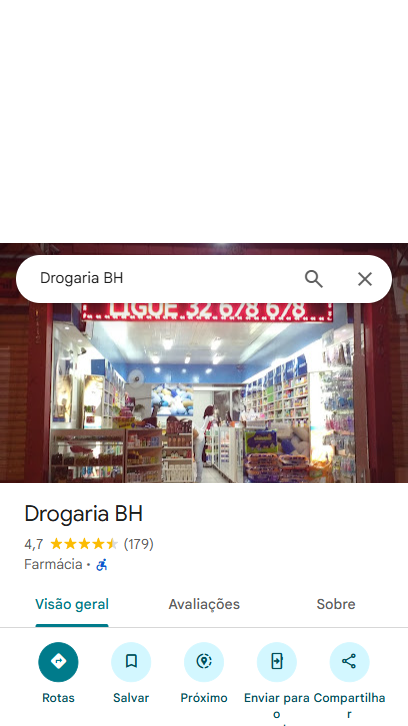 Drogaria BH
LIGUE 32.678.678
Drogaria BH
4,7 (179)
Farmácia ·
Visão geral Avaliações Sobre
Rotas Salvar Próximo Enviar para Compartilha
o r